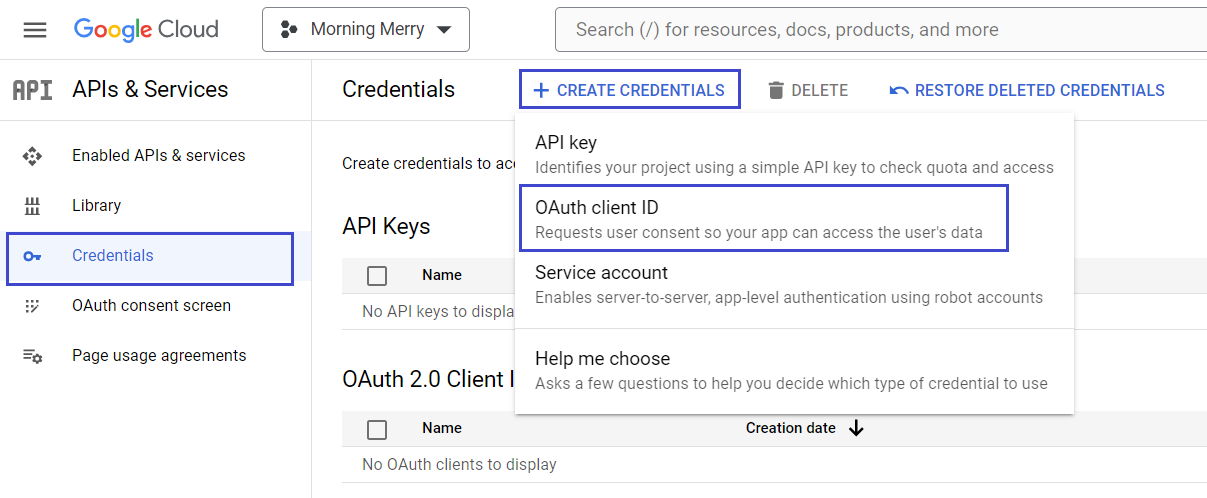 Google Cloud
Morning Merry
Search (/) for resources, docs, products, and more
API
APIs & Services
Enabled APIs & services
Library
Credentials
OAuth consent screen
Page usage agreements
Credentials
CREATE CREDENTIALS
DELETE
RESTORE DELETED CREDENTIALS
Create credentials to acc
API key
Identifies your project using a simple API key to check quota and access
OAuth client ID
Requests user consent so your app can access the user's data
Service account
Enables server-to-server, app-level authentication using robot accounts
Help me choose
Asks a few questions to help you decide which type of credential to use
API Keys
Name
No API keys to displa
OAuth 2.0 Client I
Name
Creation date
No OAuth clients to display